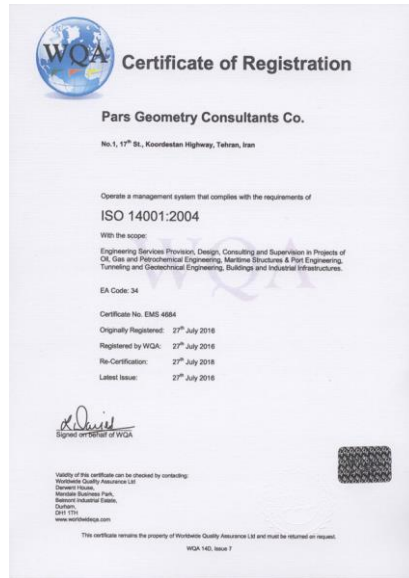 WQA
Certificate of Registration
Pars Geometry Consultants Co.
No.1, 17th St., Koordestan Highway, Tehran, Iran
Operate a management system that complies with the requirements of
ISO 14001:2004
With the scope:
Engineering Services Provision, Design, Consulting and Supervision in Projects of
Oil, Gas and Petrochemical Engineering, Maritime Structures & Port Engineering,
Tunneling and Geotechnical Engineering, Buildings and Industrial Infrastructures.
WQA
EA Code: 34
Certificate No. EMS 4684
Originally Registered: 27th July 2016
Registered by WQA: 27th July 2016
Re-Certification: 27th July 2016
Latest Issue: 27th July 2016
Signed on behalf of WQA
Validity of this certificate can be checked by contacting:
Worldwide Quality Assurance Ltd
Derwent House,
Mandale Business Park,
Belmont Industrial Estate,
Durham,
DH1 1TH
www.worldwideqa.com
This certificate remains the property of Worldwide Quality Assurance Ltd and must be returned on request.
WQA 14D, Issue 7